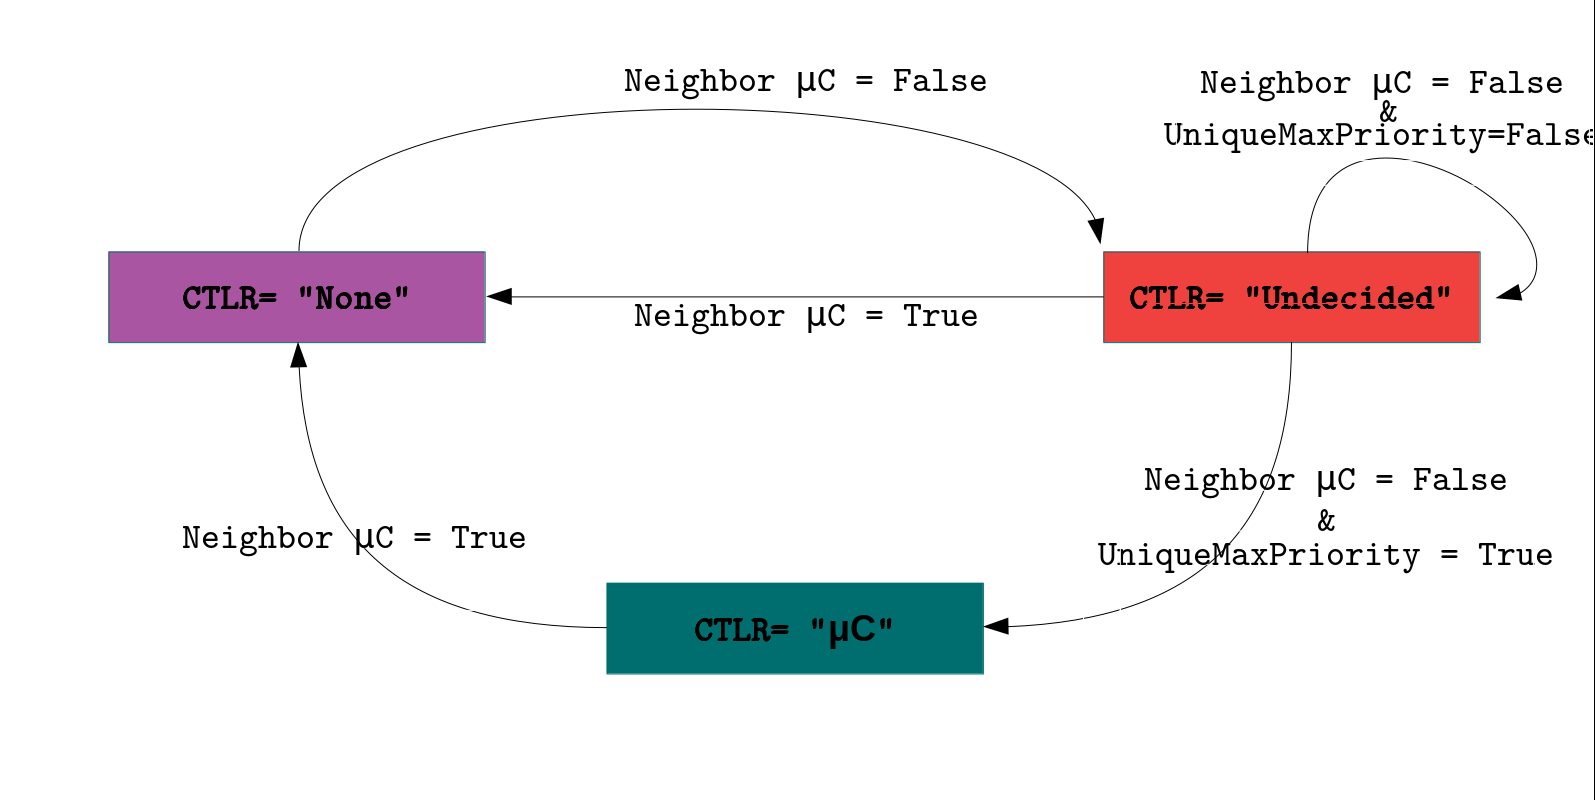 Neighbor µC = False
Neighbor µC = False
&
UniqueMaxPriority=False
CTLR= "None"
CTLR= "Undecided"
Neighbor µC = True
Neighbor µC = False
&
UniqueMaxPriority = True
Neighbor µC = True
CTLR= "µC"